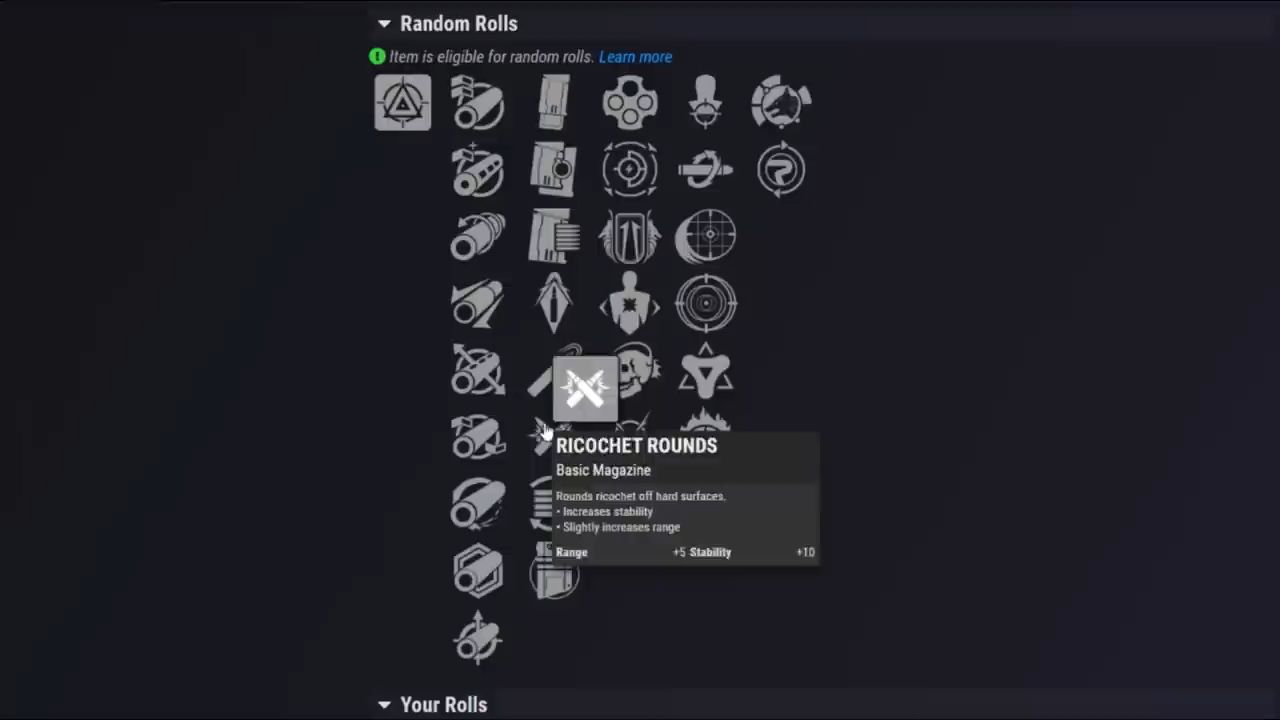 Random Rolls
Item is eligible for random rolls. Learn more
RICOCHET ROUNDS
Basic Magazine
Rounds ricochet off hard surfaces.
• Increases stability
• Slightly increases range
Range +5 Stability +10
Your Rolls